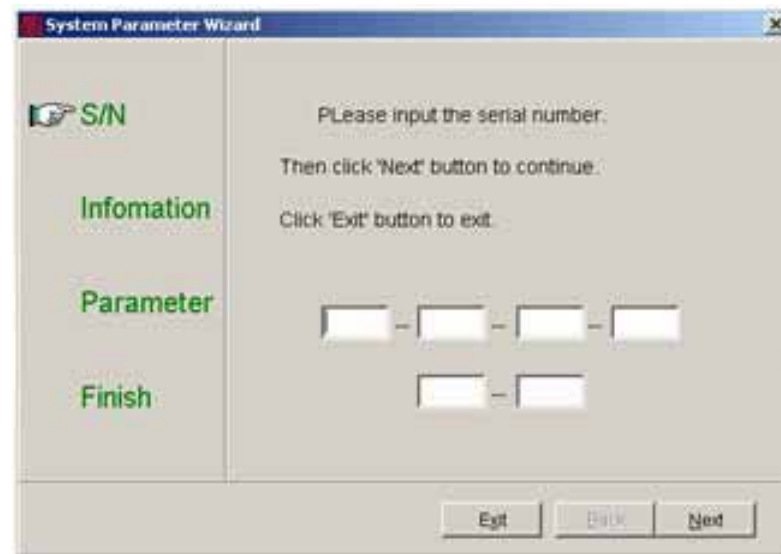 System Parameter Wizard
S/N
PLease input the serial number.
Then click 'Next' button to continue.
Infomation
Click 'Exit' button to exit.
Parameter
– – –
Finish
–
Exit
Back
Next